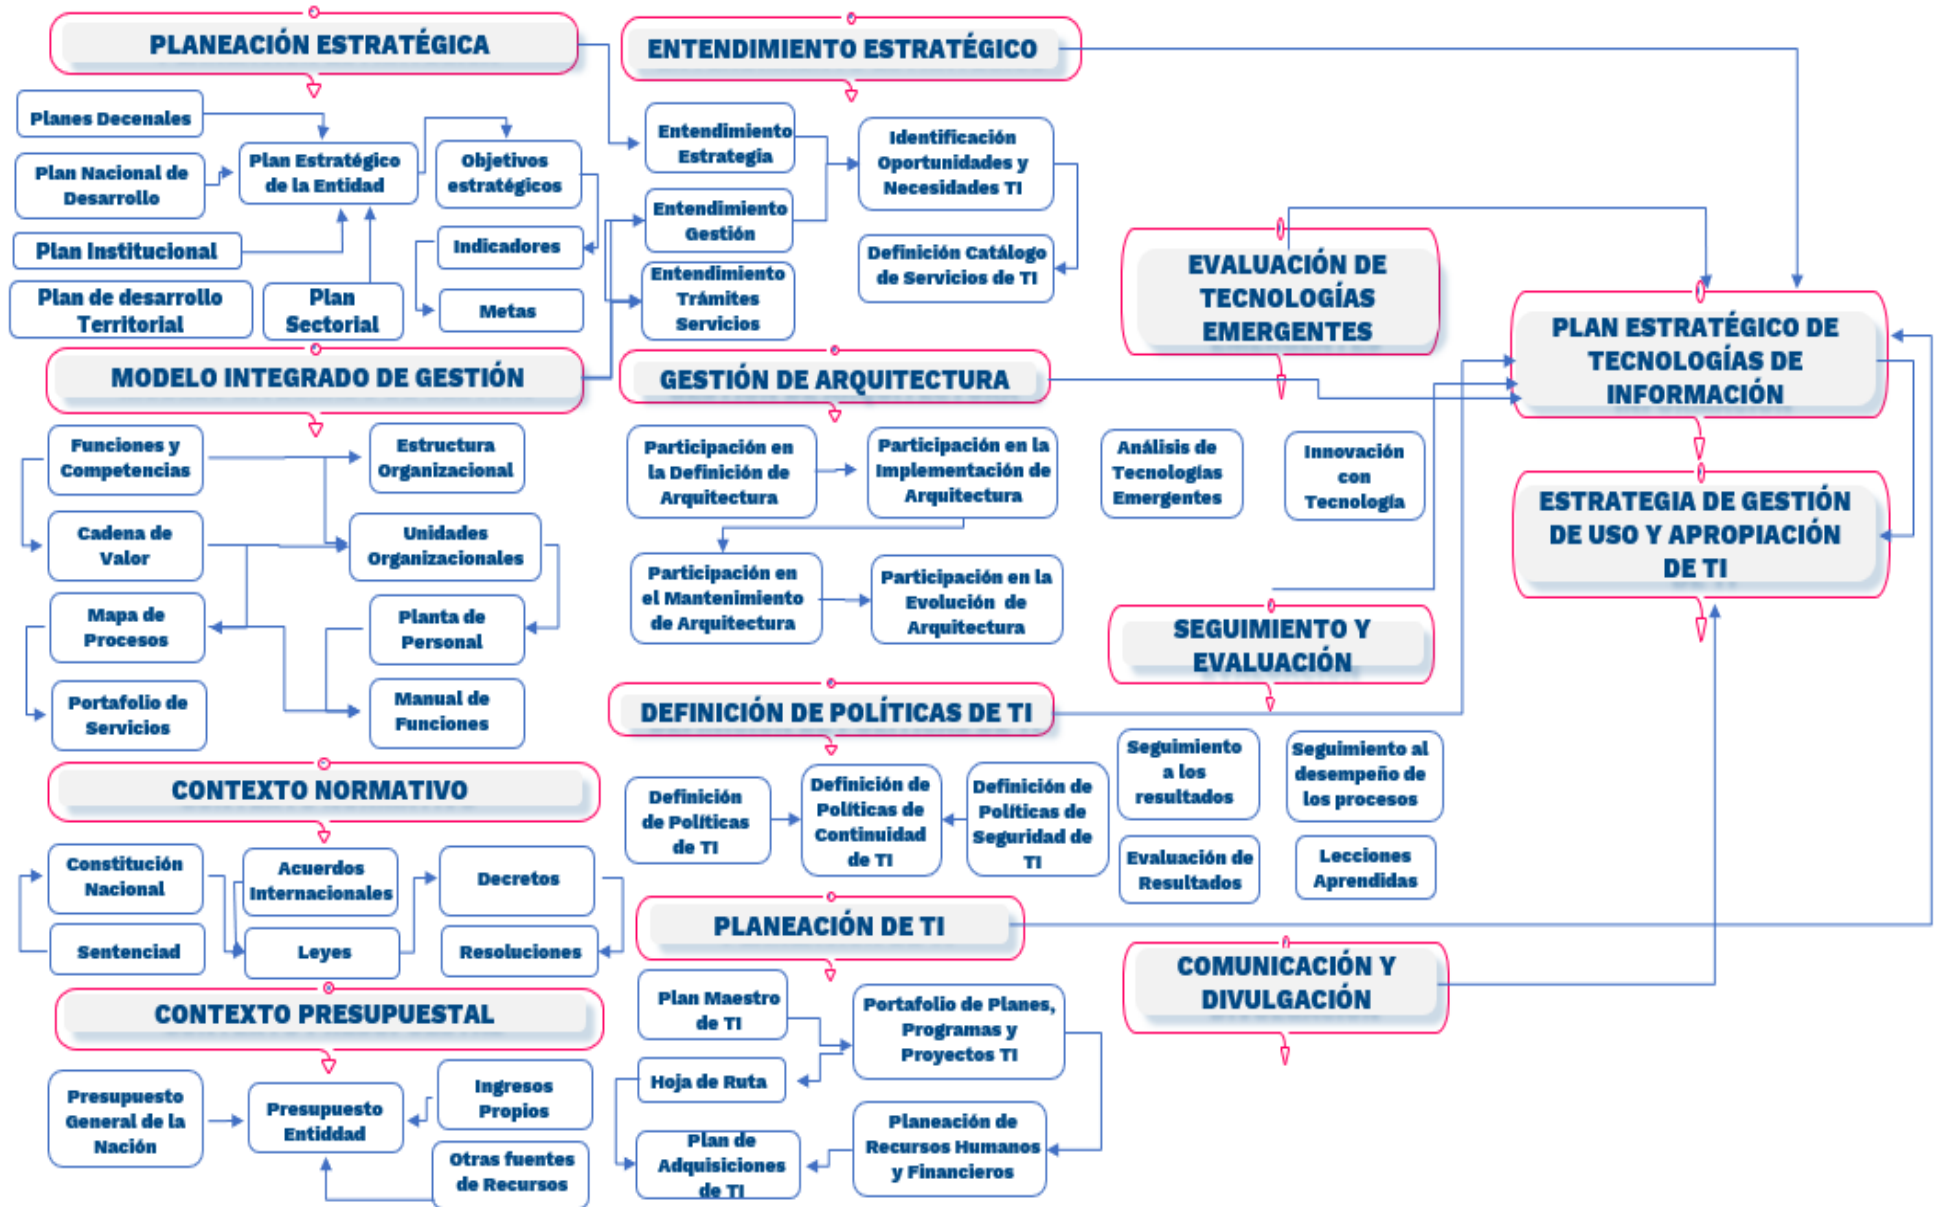 PLANEACIÓN ESTRATÉGICA
Planes Decenales
Plan Nacional de
Desarrollo
Plan Estratégico
de la Entidad
Objetivos
estratégicos
Plan Institucional
Indicadores
Plan de desarrollo
Territorial
Plan
Sectorial
Metas
MODELO INTEGRADO DE GESTIÓN
Funciones y
Competencias
Estructura
Organizacional
Cadena de
Valor
Unidades
Organizacionales
Mapa de
Procesos
Planta de
Personal
Portafolio de
Servicios
Manual de
Funciones
CONTEXTO NORMATIVO
Constitución
Nacional
Acuerdos
Internacionales
Decretos
Sentenciad
Leyes
Resoluciones
CONTEXTO PRESUPUESTAL
Presupuesto
General de la
Nación
Presupuesto
Entiddad
Ingresos
Propios
Otras fuentes
de Recursos
ENTENDIMIENTO ESTRATÉGICO
Entendimiento
Estrategia
Identificación
Oportunidades y
Necesidades TI
Entendimiento
Gestión
Definición Catálogo
de Servicios de TI
Entendimiento
Trámites
Servicios
GESTIÓN DE ARQUITECTURA
Participación en
la Definición de
Arquitectura
Participación en la
Implementación de
Arquitectura
Participación en
el Mantenimiento
de Arquitectura
Participación en la
Evolución de
Arquitectura
DEFINICIÓN DE POLÍTICAS DE TI
Definición
de Políticas
de TI
Definición de
Políticas de
Continuidad
de TI
Definición de
Políticas de
Seguridad de
TI
PLANEACIÓN DE TI
Plan Maestro
de TI
Portafolio de Planes,
Programas y
Proyectos TI
Hoja de Ruta
Plan de
Adquisiciones
de TI
Planeación de
Recursos Humanos
y Financieros
EVALUACIÓN DE
TECNOLOGÍAS
EMERGENTES
Análisis de
Tecnologías
Emergentes
Innovación
con
Tecnología
SEGUIMIENTO Y
EVALUACIÓN
Seguimiento
a los
resultados
Seguimiento al
desempeño de
los procesos
Evaluación de
Resultados
Lecciones
Aprendidas
COMUNICACIÓN Y
DIVULGACIÓN
PLAN ESTRATÉGICO DE
TECNOLOGÍAS DE
INFORMACIÓN
ESTRATEGIA DE GESTIÓN
DE USO Y APROPIACIÓN
DE TI